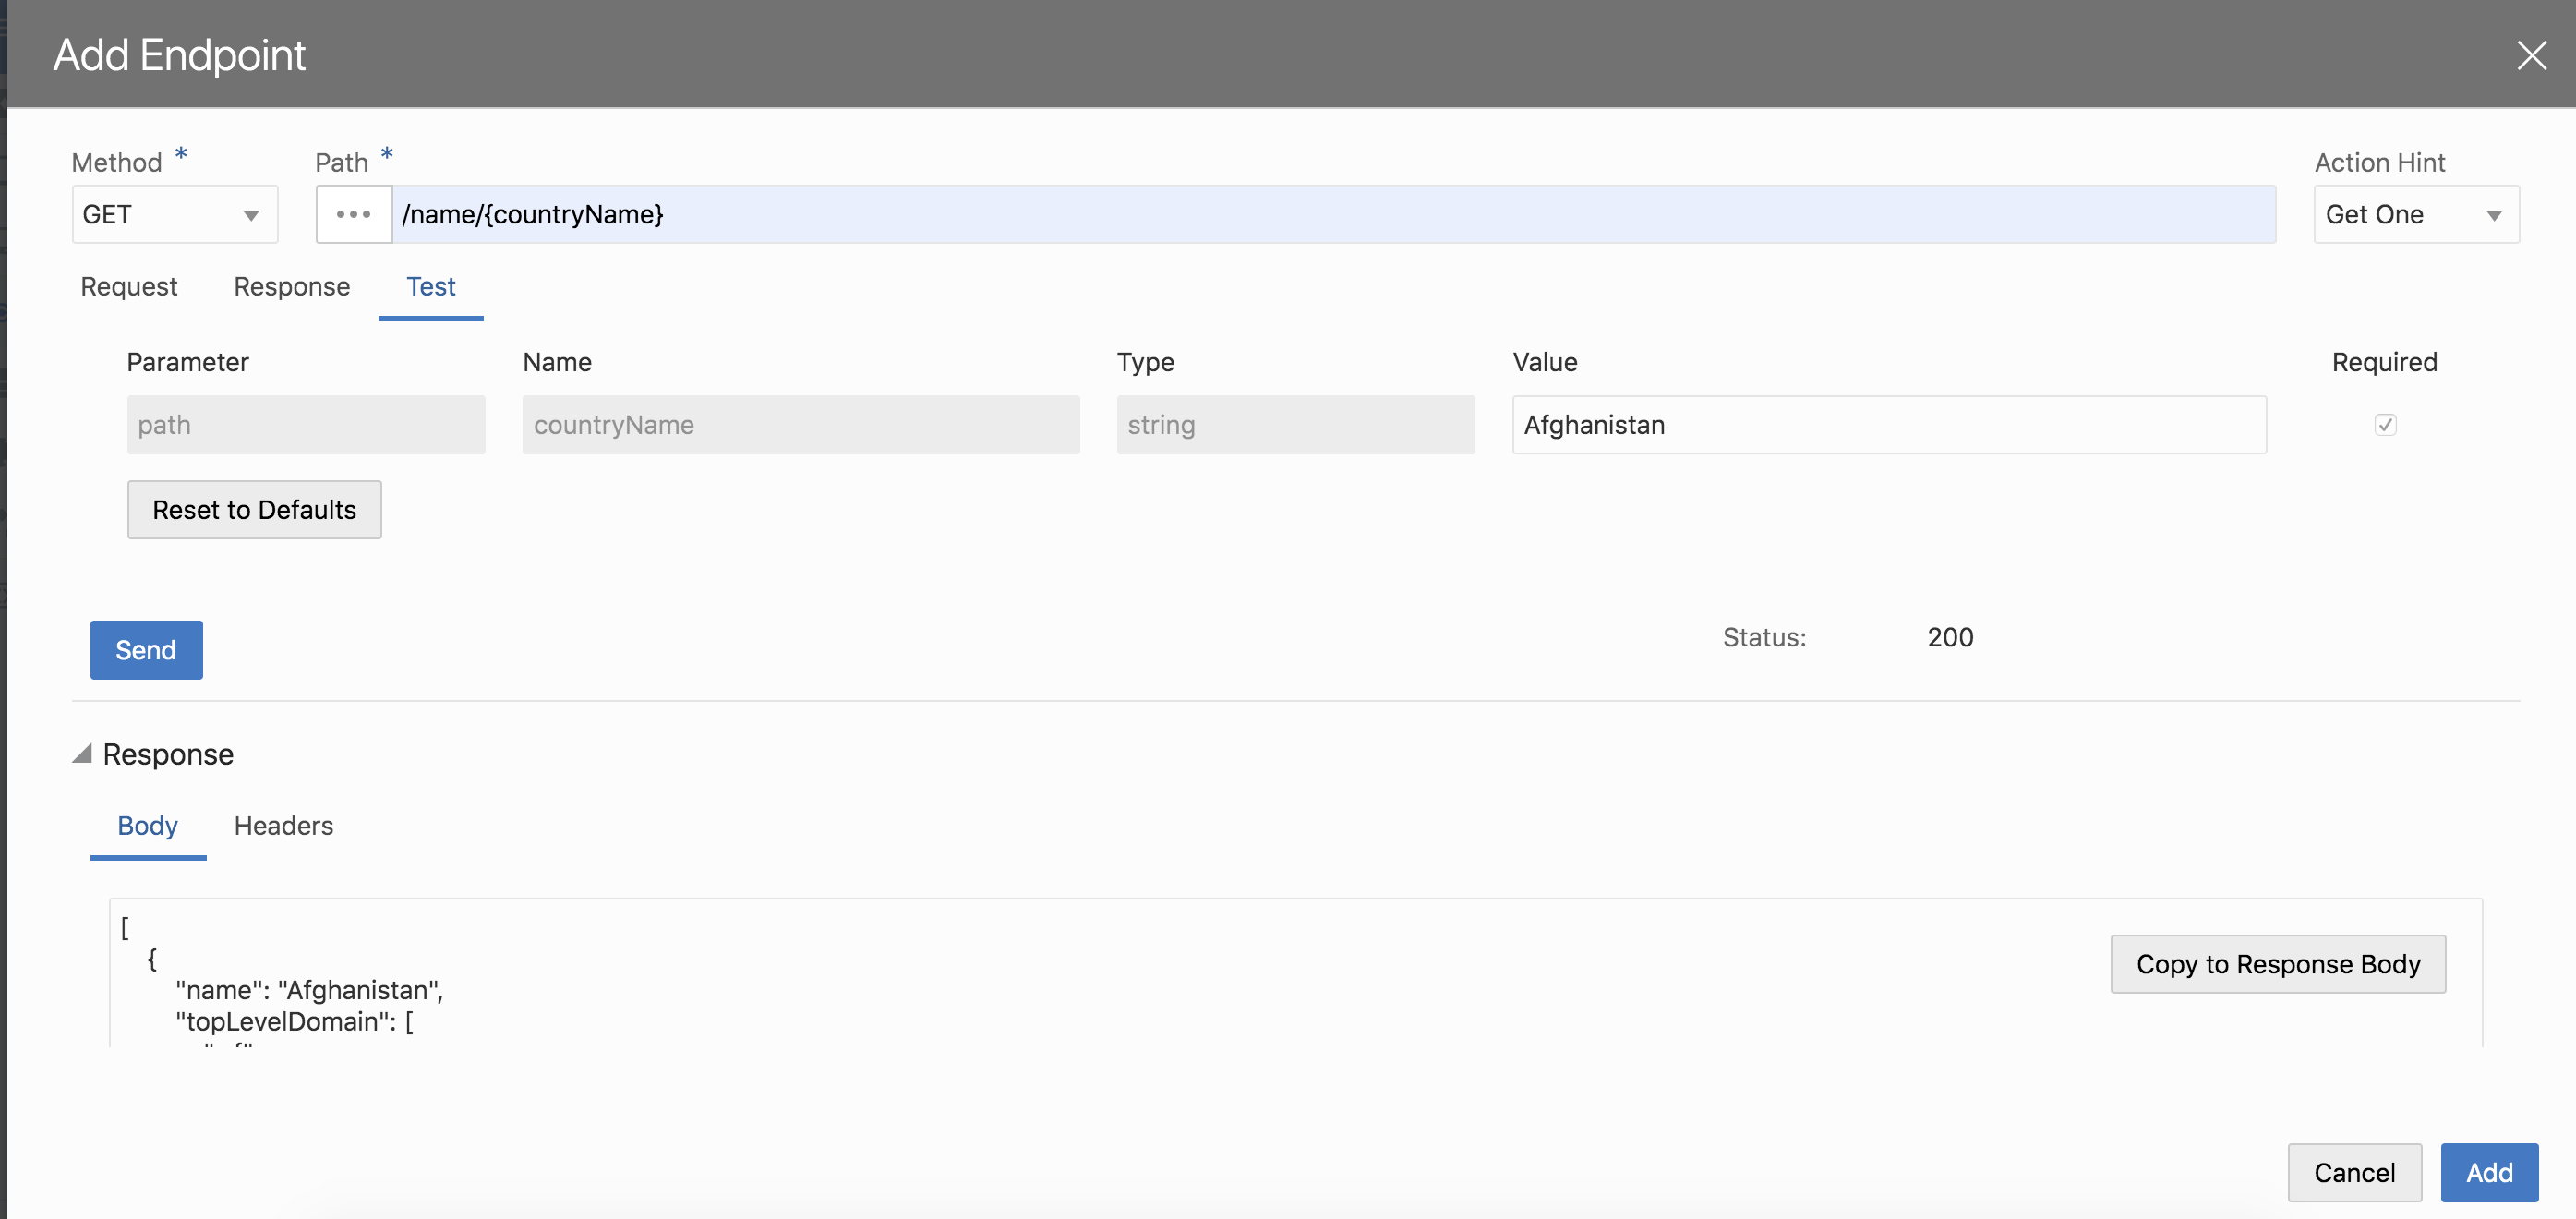 Add Endpoint
Method * Path * Action Hint
GET ••• /name/{countryName} Get One
Request Response Test
Parameter Name Type Value Required
path countryName string Afghanistan
Reset to Defaults
Send Status: 200
Response
Body Headers
[
{
"name": "Afghanistan",
"topLevelDomain": [
Copy to Response Body
Cancel Add